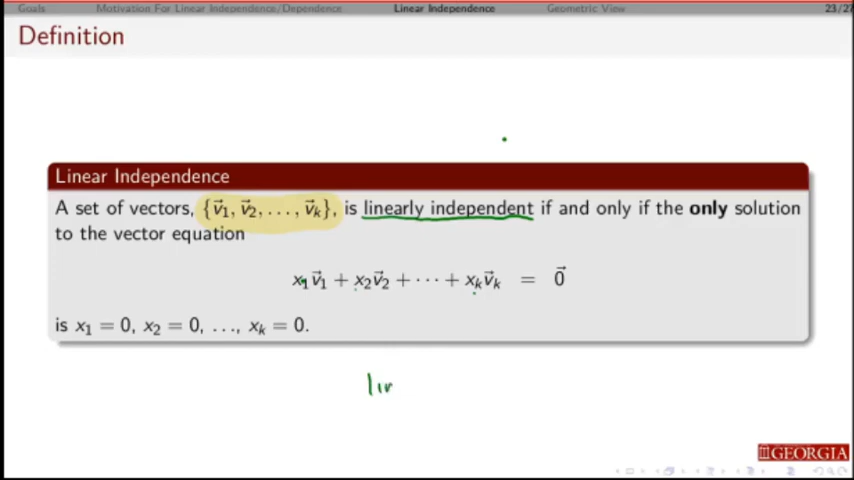 Goals Motivation For Linear Independence/Dependence Linear Independence Geometric View 23/27
Definition
Linear Independence
A set of vectors, {v⃗₁, v⃗₂, . . . , v⃗ₖ}, is linearly independent if and only if the only solution
to the vector equation
x₁v⃗₁ + x₂v⃗₂ + · · · + xₖv⃗ₖ = 0⃗
is x₁ = 0, x₂ = 0, . . ., xₖ = 0.
GEORGIA